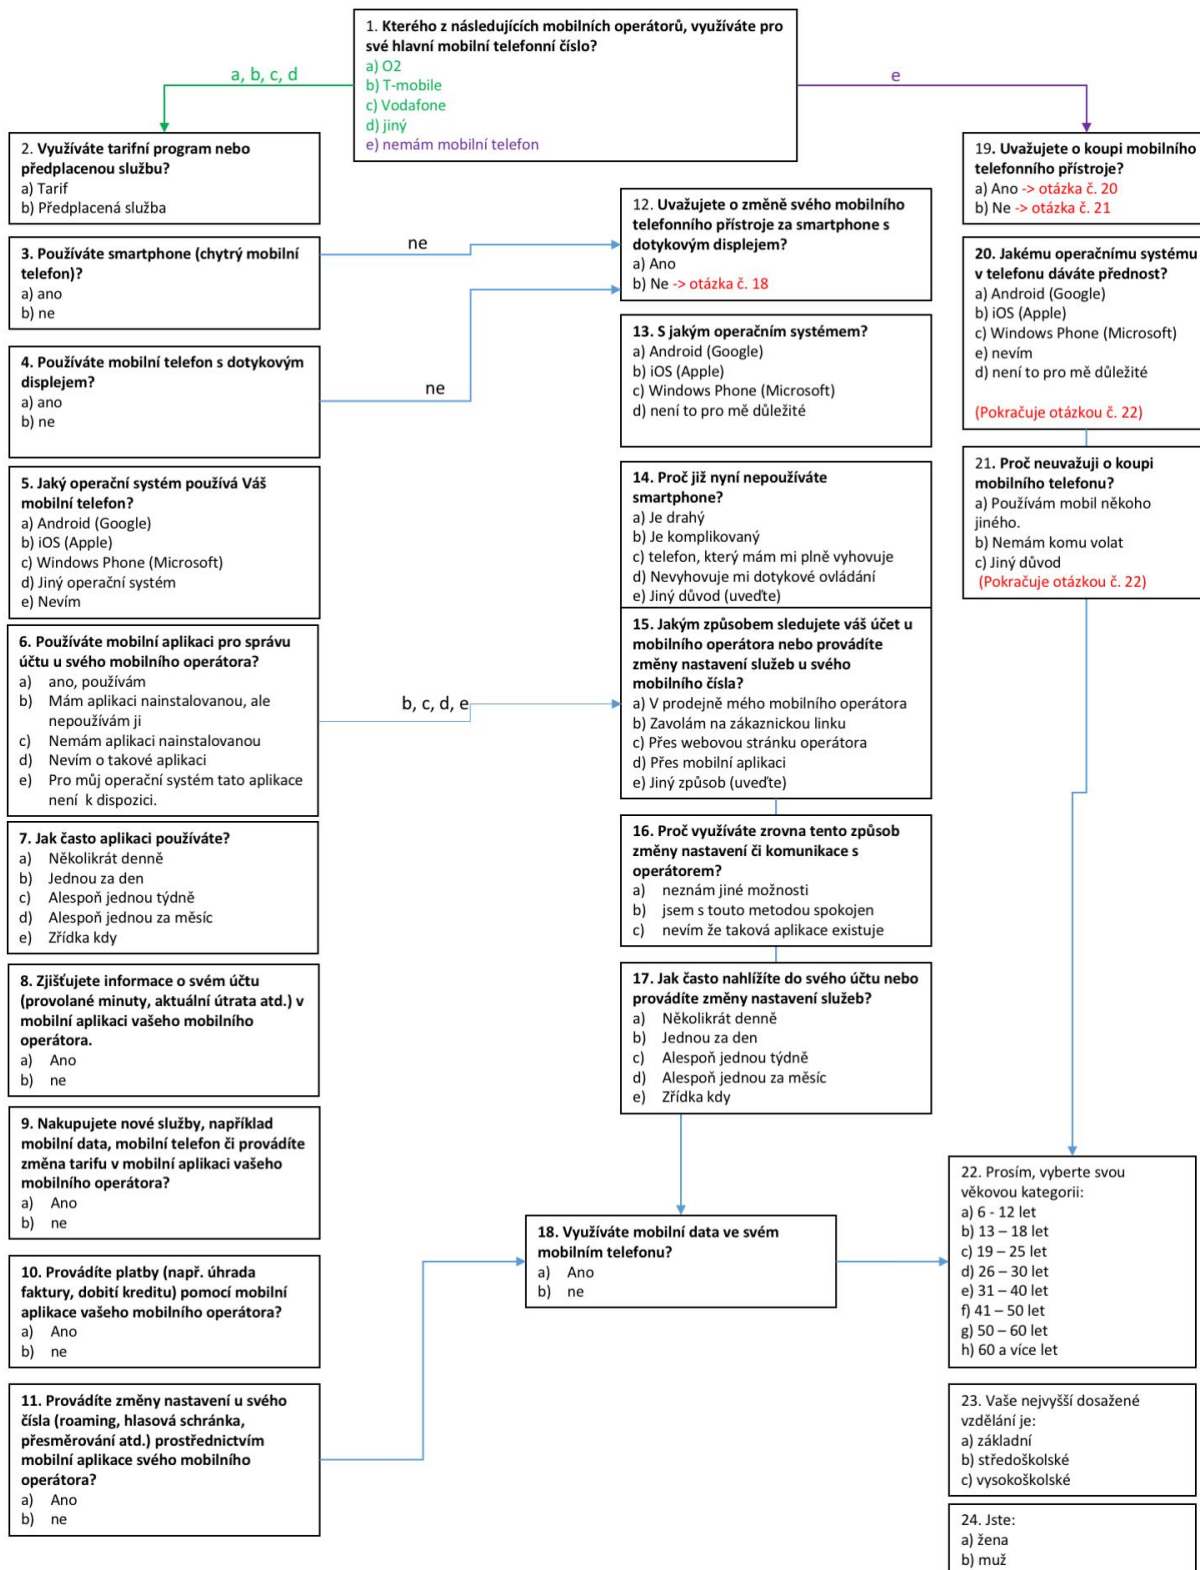 1. Kterého z následujících mobilních operátorů, využíváte pro
své hlavní mobilní telefonní číslo?
a) O2
b) T-mobile
c) Vodafone
d) jiný
e) nemám mobilní telefon
a, b, c, d
e
2. Využíváte tarifní program nebo
předplacenou službu?
a) Tarif
b) Předplacená služba
3. Používáte smartphone (chytrý mobilní
telefon)?
a) ano
b) ne
ne
4. Používáte mobilní telefon s dotykovým
displejem?
a) ano
b) ne
ne
5. Jaký operační systém používá Váš
mobilní telefon?
a) Android (Google)
b) iOS (Apple)
c) Windows Phone (Microsoft)
d) Jiný operační systém
e) Nevím
6. Používáte mobilní aplikaci pro správu
účtu u svého mobilního operátora?
a) ano, používám
b) Mám aplikaci nainstalovanou, ale
nepoužívám ji
c) Nemám aplikaci nainstalovanou
d) Nevím o takové aplikaci
e) Pro můj operační systém tato aplikace
není k dispozici.
b, c, d, e
7. Jak často aplikaci používáte?
a) Několikrát denně
b) Jednou za den
c) Alespoň jednou týdně
d) Alespoň jednou za měsíc
e) Zřídka kdy
8. Zjišťujete informace o svém účtu
(provolané minuty, aktuální útrata atd.) v
mobilní aplikaci vašeho mobilního
operátora.
a) Ano
b) ne
9. Nakupujete nové služby, například
mobilní data, mobilní telefon či provádíte
změna tarifu v mobilní aplikaci vašeho
mobilního operátora?
a) Ano
b) ne
10. Provádíte platby (např. úhrada
faktury, dobití kreditu) pomocí mobilní
aplikace vašeho mobilního operátora?
a) Ano
b) ne
11. Provádíte změny nastavení u svého
čísla (roaming, hlasová schránka,
přesměrování atd.) prostřednictvím
mobilní aplikace svého mobilního
operátora?
a) Ano
b) ne
12. Uvažujete o změně svého mobilního
telefonního přístroje za smartphone s
dotykovým displejem?
a) Ano
b) Ne -> otázka č. 18
13. S jakým operačním systémem?
a) Android (Google)
b) iOS (Apple)
c) Windows Phone (Microsoft)
d) není to pro mě důležité
14. Proč již nyní nepoužíváte
smartphone?
a) Je drahý
b) Je komplikovaný
c) telefon, který mám mi plně vyhovuje
d) Nevyhovuje mi dotykové ovládání
e) Jiný důvod (uveďte)
15. Jakým způsobem sledujete váš účet u
mobilního operátora nebo provádíte
změny nastavení služeb u svého
mobilního čísla?
a) V prodejně mého mobilního operátora
b) Zavolám na zákaznickou linku
c) Přes webovou stránku operátora
d) Přes mobilní aplikaci
e) Jiný způsob (uveďte)
16. Proč využíváte zrovna tento způsob
změny nastavení či komunikace s
operátorem?
a) neznám jiné možnosti
b) jsem s touto metodou spokojen
c) nevím že taková aplikace existuje
17. Jak často nahlížíte do svého účtu nebo
provádíte změny nastavení služeb?
a) Několikrát denně
b) Jednou za den
c) Alespoň jednou týdně
d) Alespoň jednou za měsíc
e) Zřídka kdy
18. Využíváte mobilní data ve svém
mobilním telefonu?
a) Ano
b) ne
19. Uvažujete o koupi mobilního
telefonního přístroje?
a) Ano -> otázka č. 20
b) Ne -> otázka č. 21
20. Jakému operačnímu systému
v telefonu dáváte přednost?
a) Android (Google)
b) iOS (Apple)
c) Windows Phone (Microsoft)
e) nevím
d) není to pro mě důležité
(Pokračuje otázkou č. 22)
21. Proč neuvažuji o koupi
mobilního telefonu?
a) Používám mobil někoho
jiného.
b) Nemám komu volat
c) Jiný důvod
(Pokračuje otázkou č. 22)
22. Prosím, vyberte svou
věkovou kategorii:
a) 6 - 12 let
b) 13 – 18 let
c) 19 – 25 let
d) 26 – 30 let
e) 31 – 40 let
f) 41 – 50 let
g) 50 – 60 let
h) 60 a více let
23. Vaše nejvyšší dosažené
vzdělání je:
a) základní
b) středoškolské
c) vysokoškolské
24. Jste:
a) žena
b) muž